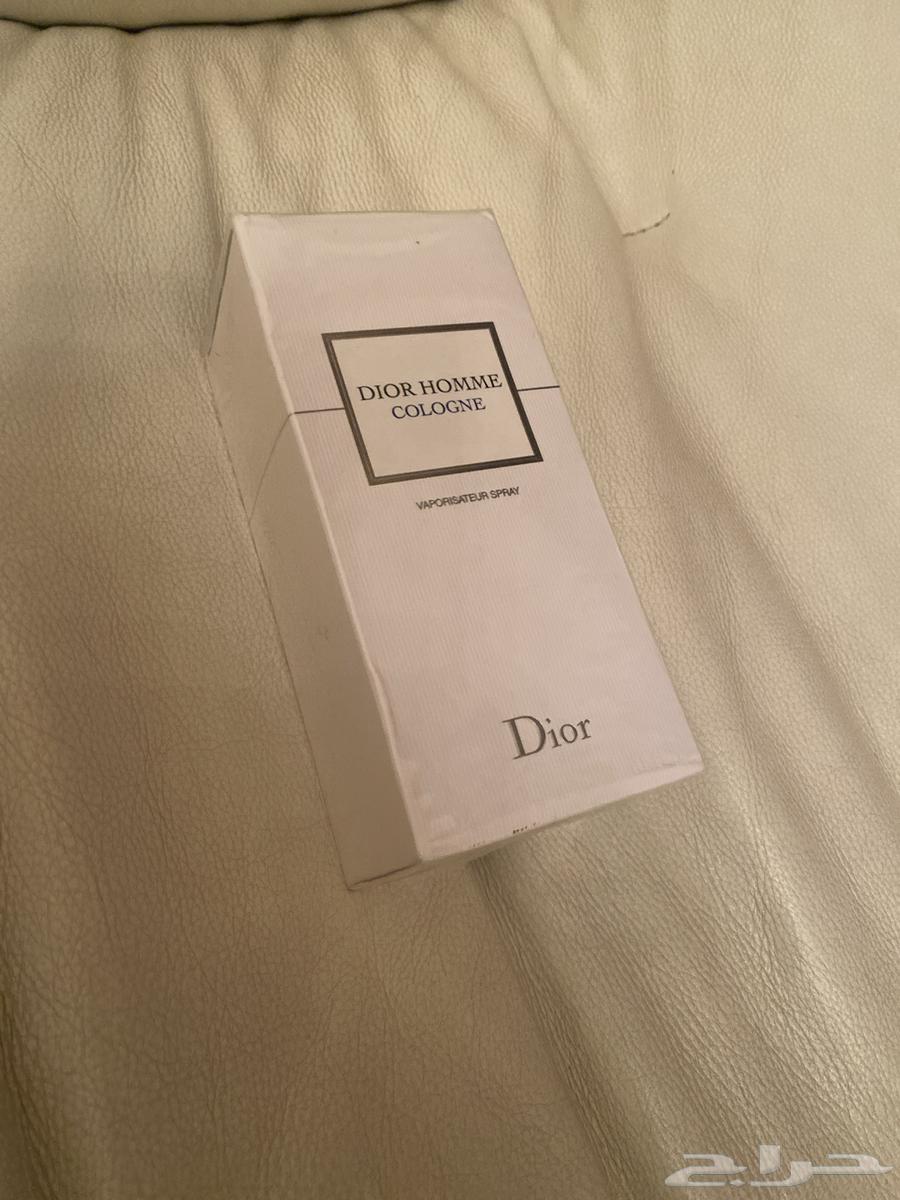 DIOR HOMME
COLOGNE
VAPORISATEUR SPRAY
Dior
حراج